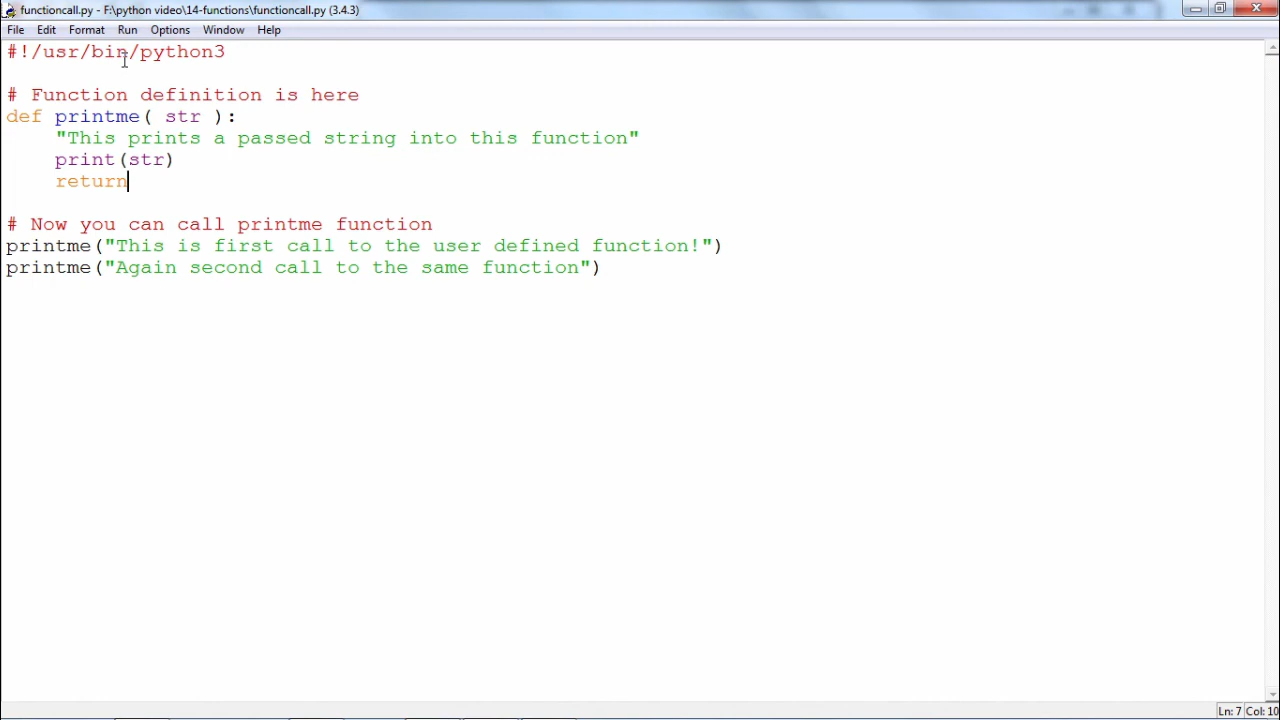 functioncall.py - F:\python video\14-functions\functioncall.py (3.4.3)
File Edit Format Run Options Window Help
#!/usr/bin/python3
# Function definition is here
def printme( str ):
    "This prints a passed string into this function"
    print(str)
    return
# Now you can call printme function
printme("This is first call to the user defined function!")
printme("Again second call to the same function")
Ln: 7 Col: 10